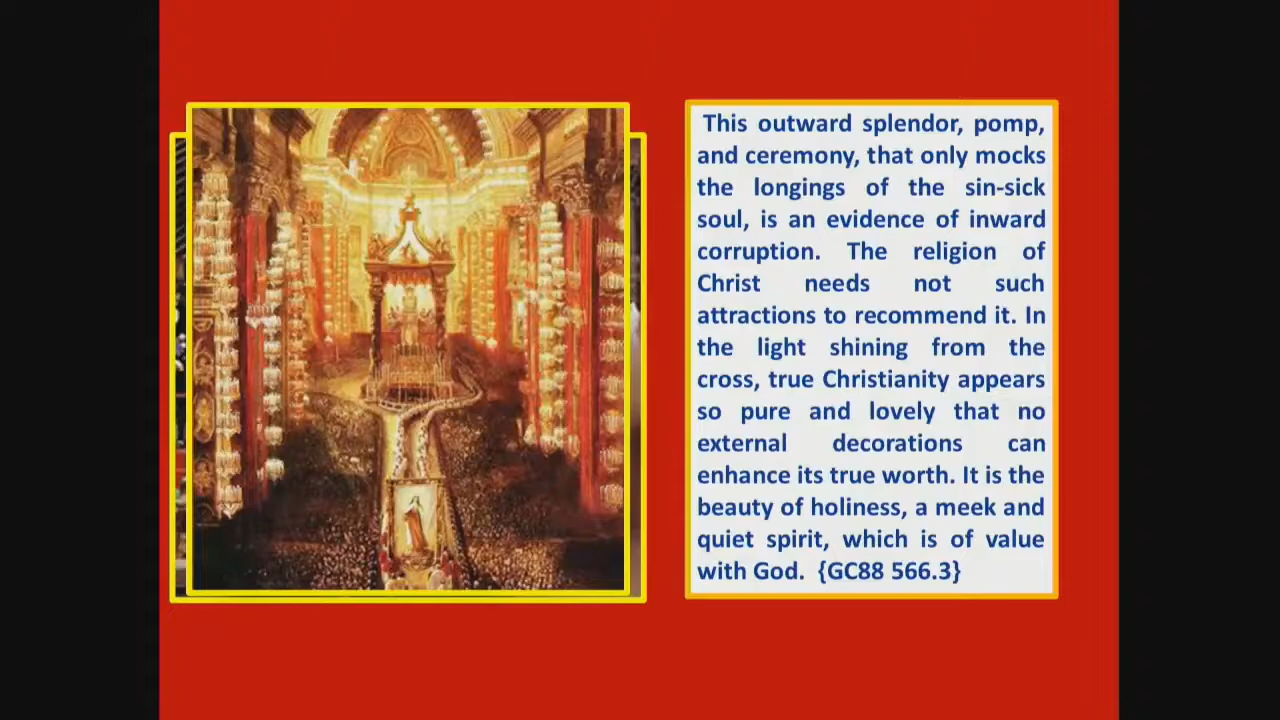 This outward splendor, pomp,
and ceremony, that only mocks
the longings of the sin-sick
soul, is an evidence of inward
corruption. The religion of
Christ needs not such
attractions to recommend it. In
the light shining from the
cross, true Christianity appears
so pure and lovely that no
external decorations can
enhance its true worth. It is the
beauty of holiness, a meek and
quiet spirit, which is of value
with God. {GC88 566.3}